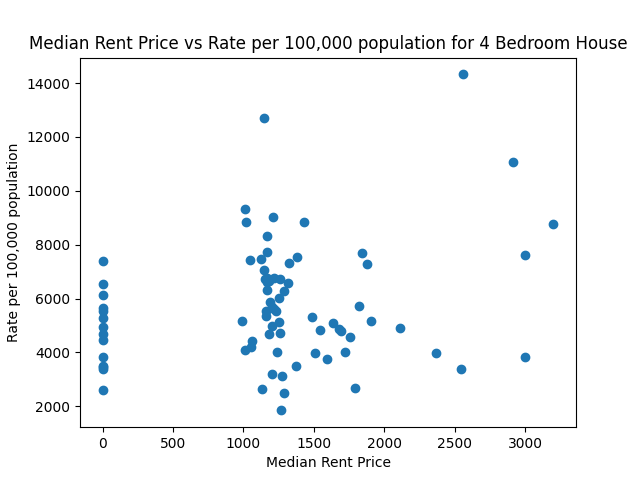 Median Rent Price vs Rate per 100,000 population for 4 Bedroom House
14000
12000
10000
8000
6000
4000
2000
Rate per 100,000 population
0 500 1000 1500 2000 2500 3000
Median Rent Price